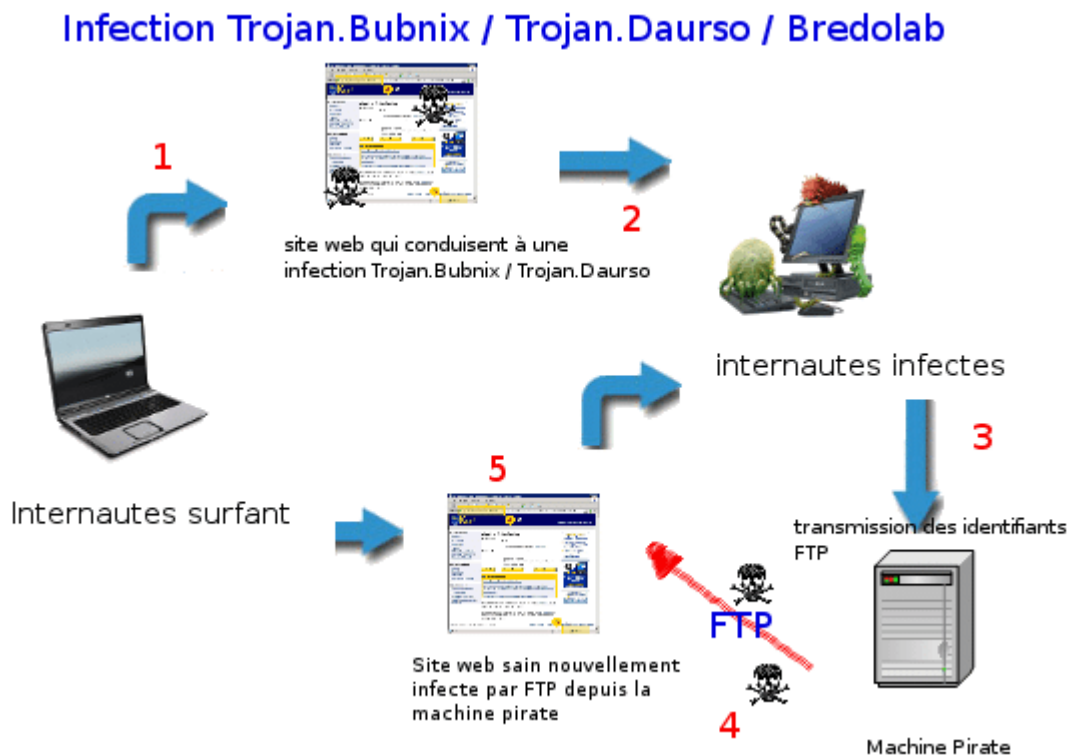 Infection Trojan.Bubnix / Trojan.Daurso / Bredolab
1
2
site web qui conduisent à une
infection Trojan.Bubnix / Trojan.Daurso
internautes infectes
3
Internautes surfant
5
transmission des identifiants
FTP
FTP
Site web sain nouvellement
infecte par FTP depuis la
machine pirate
4
Machine Pirate